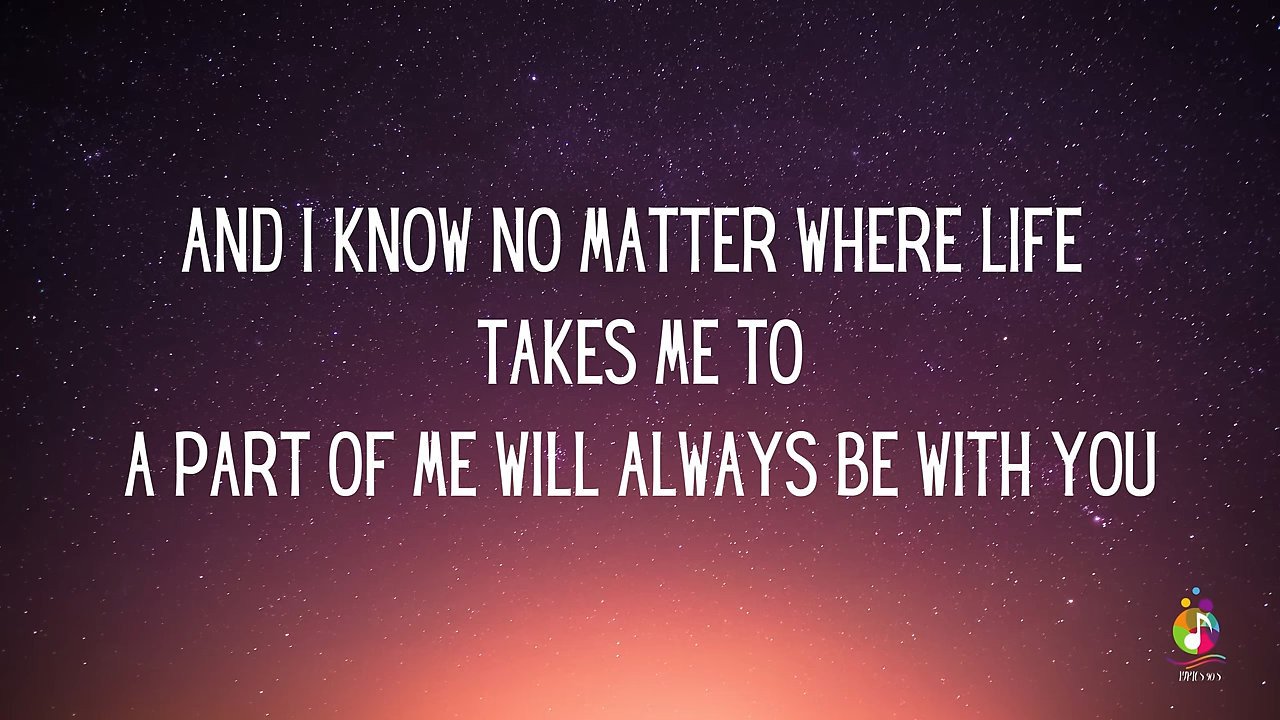 AND I KNOW NO MATTER WHERE LIFE
TAKES ME TO
A PART OF ME WILL ALWAYS BE WITH YOU